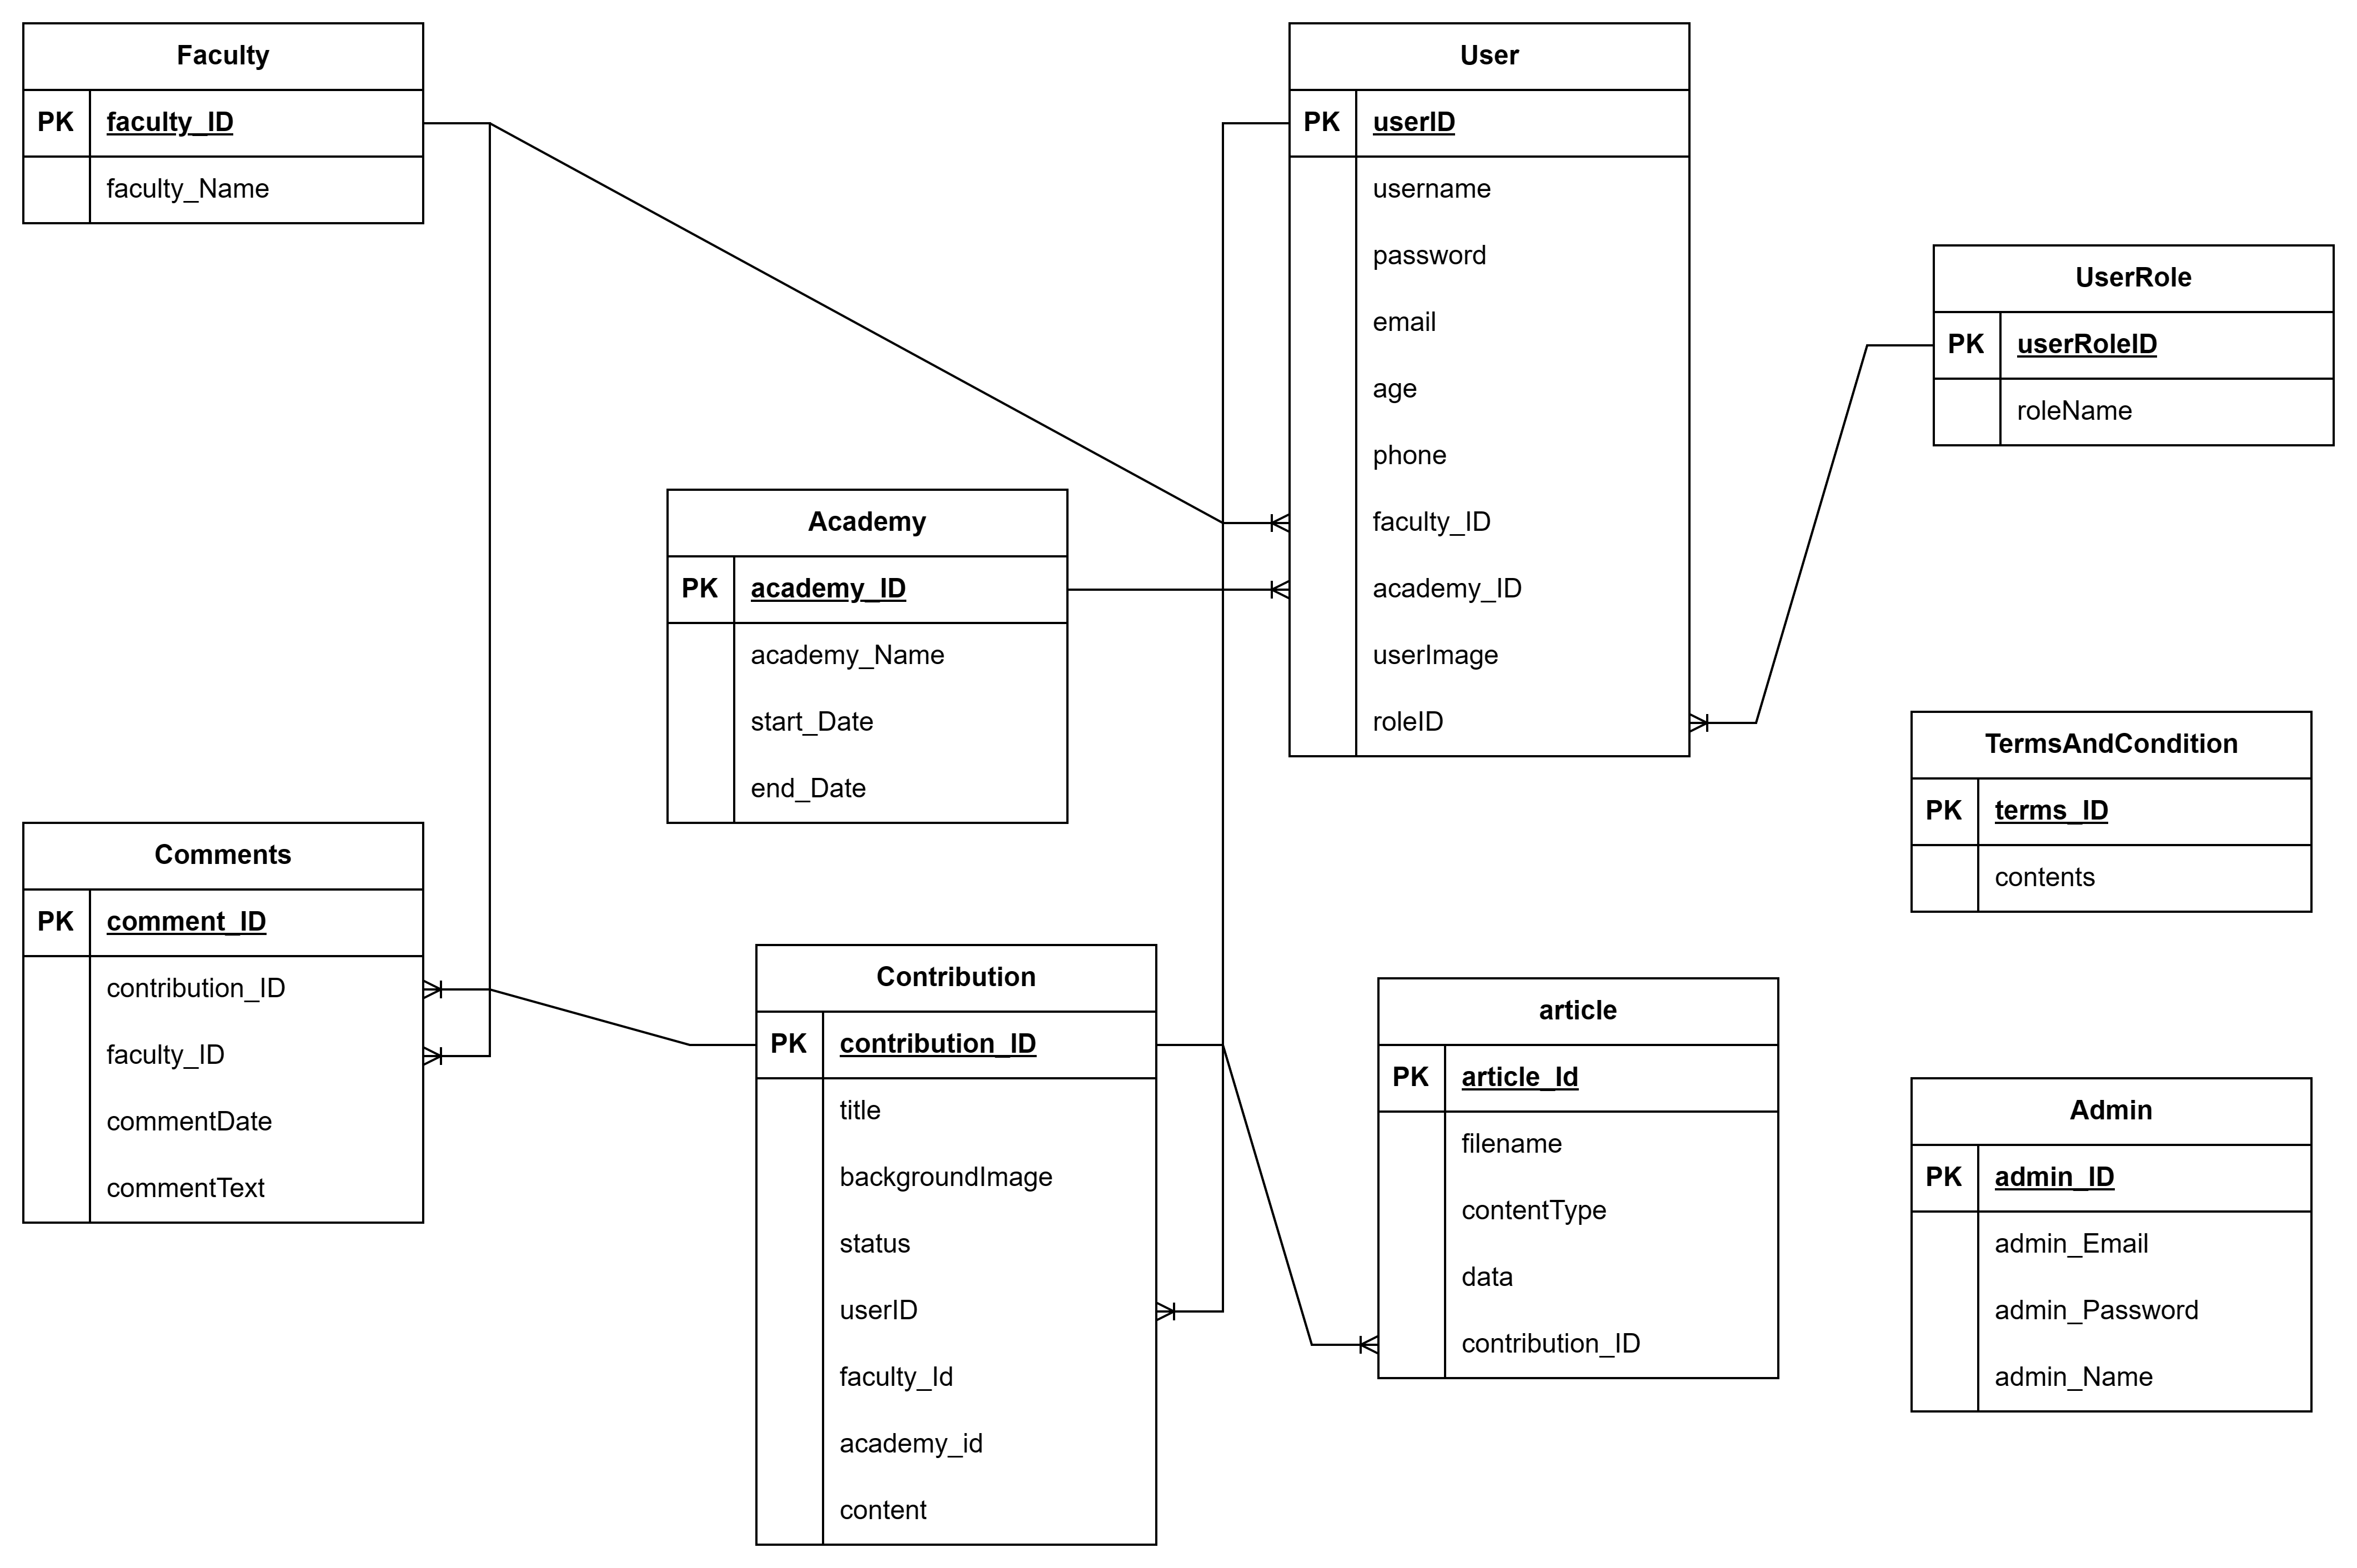 Faculty
PK faculty_ID
faculty_Name
User
PK userID
username
password
email
age
phone
faculty_ID
academy_ID
userImage
roleID
UserRole
PK userRoleID
roleName
Academy
PK academy_ID
academy_Name
start_Date
end_Date
TermsAndCondition
PK terms_ID
contents
Comments
PK comment_ID
contribution_ID
faculty_ID
commentDate
commentText
Contribution
PK contribution_ID
title
backgroundImage
status
userID
faculty_Id
academy_id
content
article
PK article_Id
filename
contentType
data
contribution_ID
Admin
PK admin_ID
admin_Email
admin_Password
admin_Name